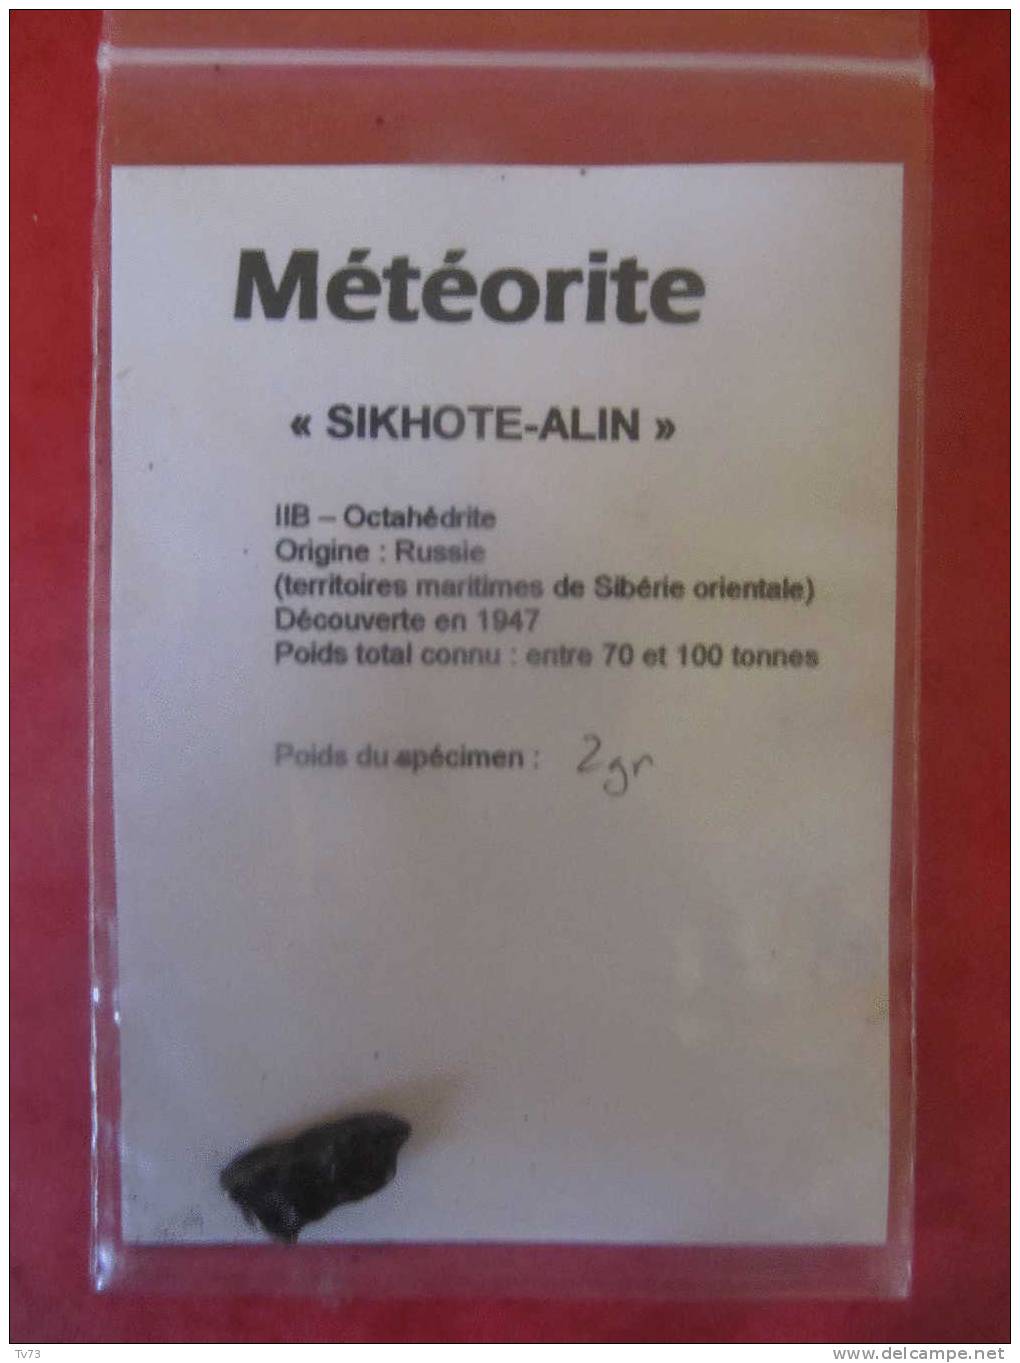 Météorite
« SIKHOTE-ALIN »
IIB – Octahédrite
Origine : Russie
(territoires maritimes de Sibérie orientale)
Découverte en 1947
Poids total connu : entre 70 et 100 tonnes
Poids du spécimen : 2gr
Tv73
www.delcampe.net